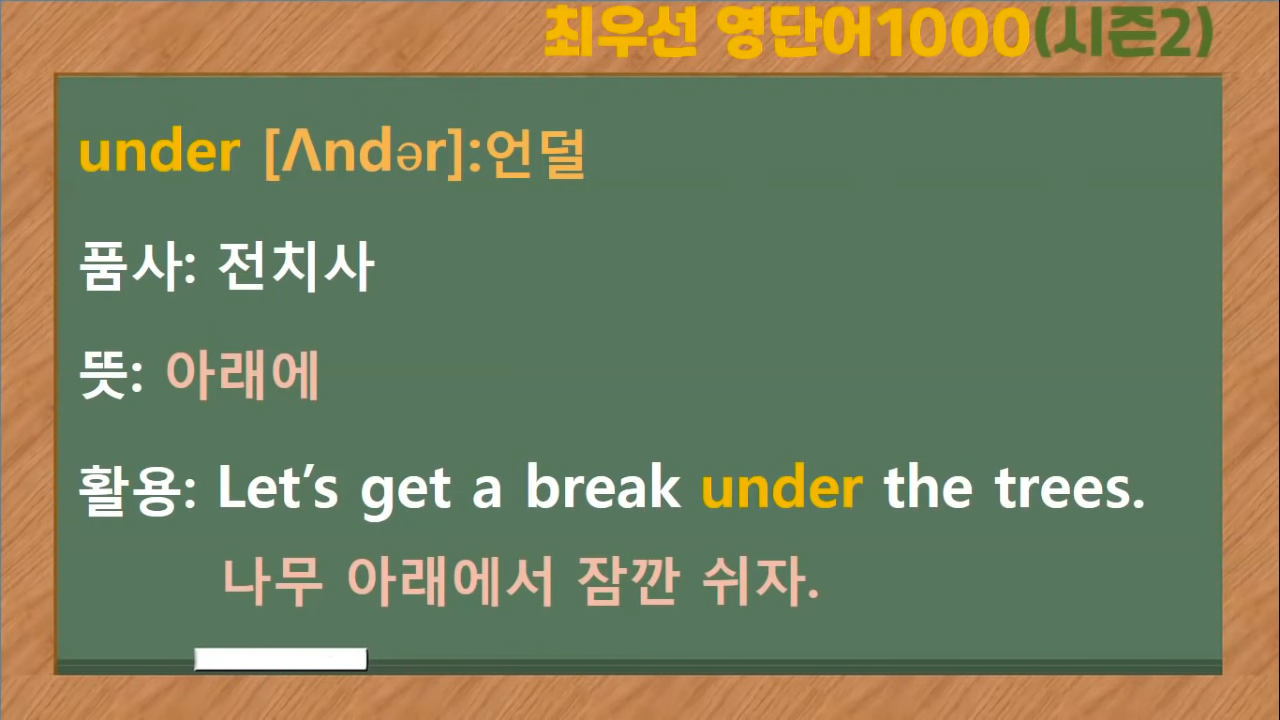 최우선 영단어1000(시즌2)
under [Λndər]:언덜
품사: 전치사
뜻: 아래에
활용: Let’s get a break under the trees.
나무 아래에서 잠깐 쉬자.